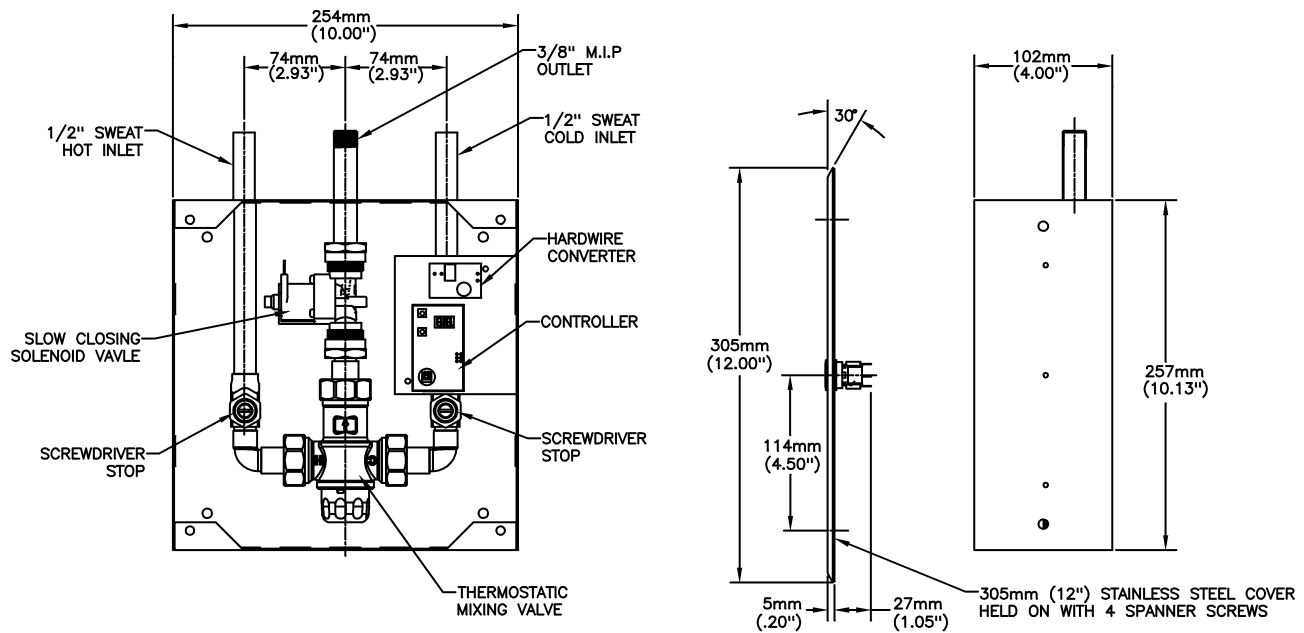 254mm
(10.00")
74mm
(2.93")
74mm
(2.93")
3/8" M.I.P
OUTLET
1/2" SWEAT
HOT INLET
1/2" SWEAT
COLD INLET
HARDWIRE
CONVERTER
CONTROLLER
SLOW CLOSING
SOLENOID VAVLE
SCREWDRIVER
STOP
SCREWDRIVER
STOP
THERMOSTATIC
MIXING VALVE
30°
305mm
(12.00")
114mm
(4.50")
5mm
(.20")
27mm
(1.05")
305mm (12") STAINLESS STEEL COVER
HELD ON WITH 4 SPANNER SCREWS
102mm
(4.00")
257mm
(10.13")